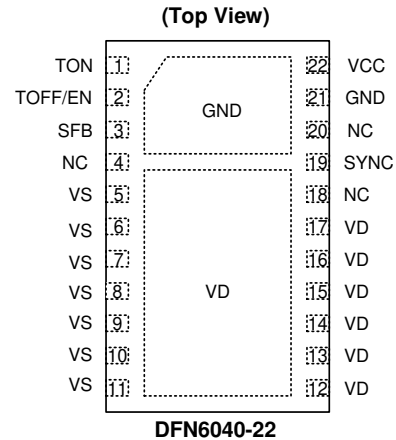 (Top View)
TON 1 22 VCC
TOFF/EN 2 21 GND
GND
SFB 3 20 NC
NC 4 19 SYNC
VS 5 18 NC
VS 6 17 VD
VS 7 16 VD
VS 8 VD 15 VD
VS 9 14 VD
VS 10 13 VD
VS 11 12 VD
DFN6040-22